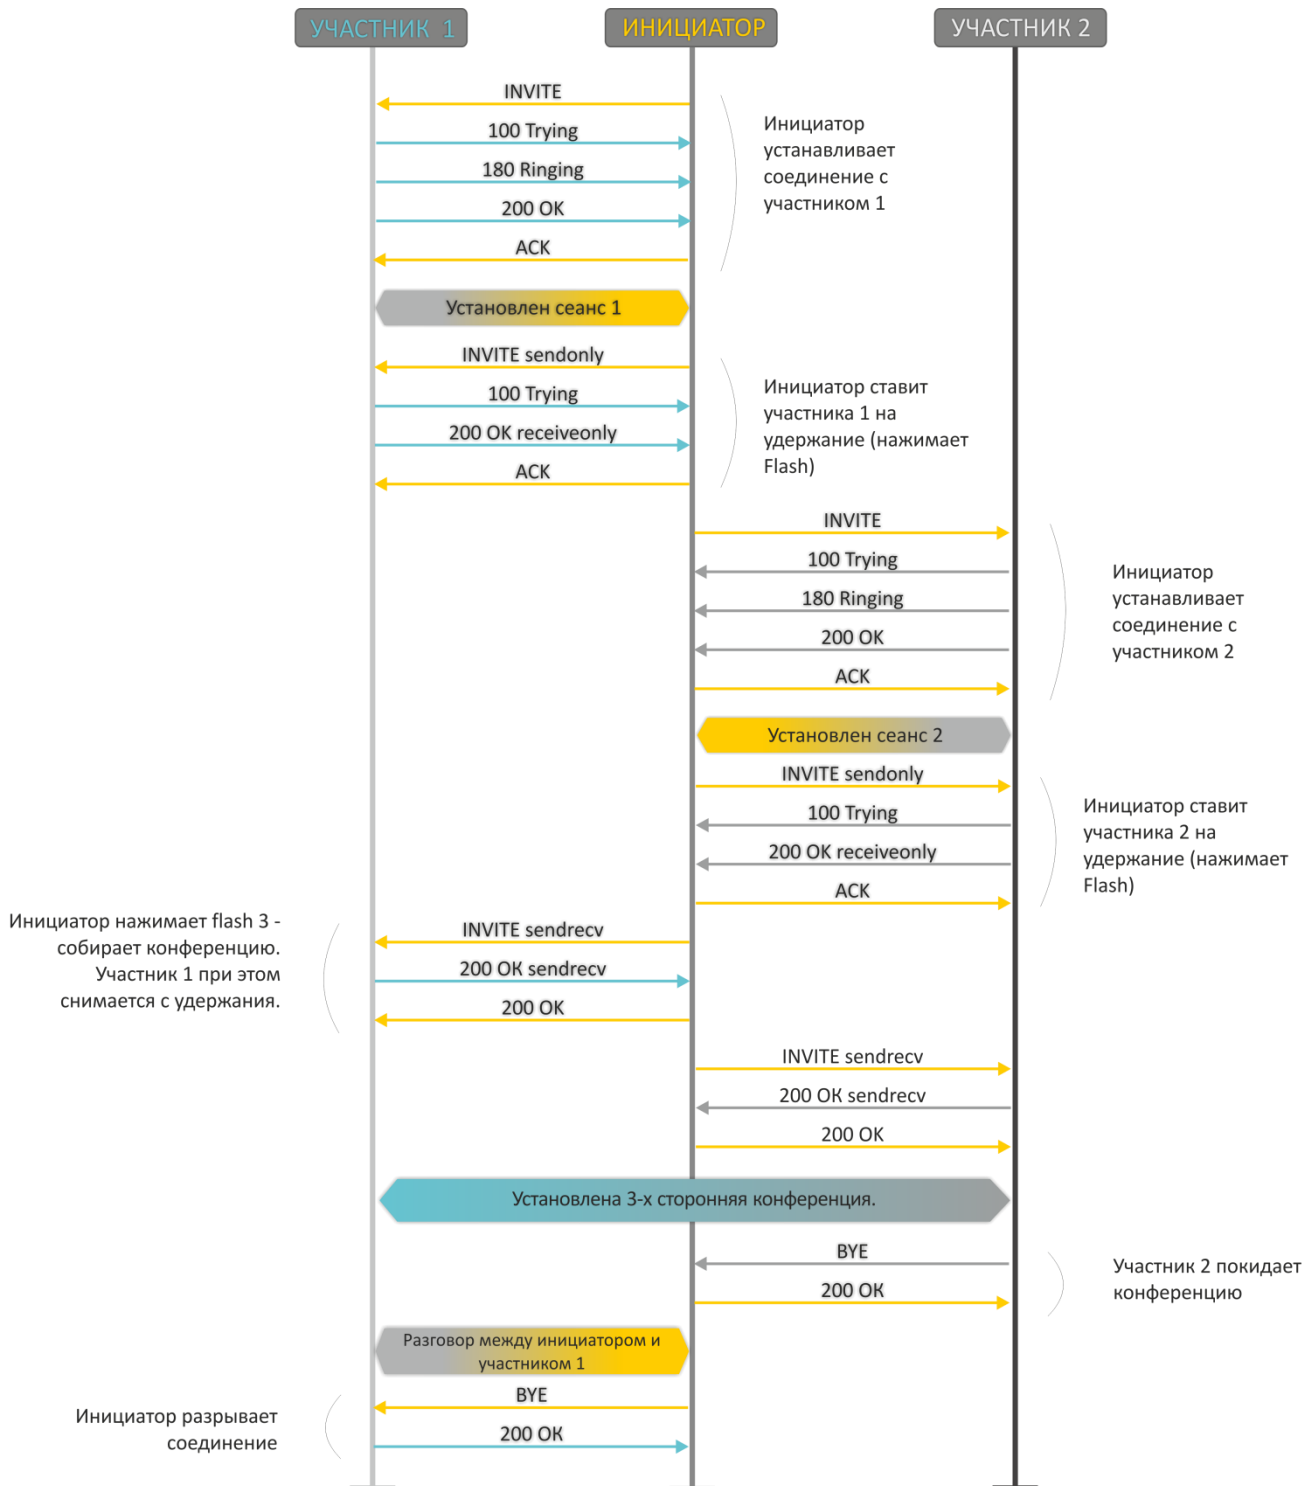 УЧАСТНИК 1
ИНИЦИАТОР
УЧАСТНИК 2
INVITE
100 Trying
180 Ringing
200 OK
ACK
Инициатор
устанавливает
соединение с
участником 1
Установлен сеанс 1
INVITE sendonly
100 Trying
200 OK receiveonly
ACK
Инициатор ставит
участника 1 на
удержание (нажимает
Flash)
INVITE
100 Trying
180 Ringing
200 OK
ACK
Инициатор
устанавливает
соединение с
участником 2
Установлен сеанс 2
INVITE sendonly
100 Trying
200 OK receiveonly
ACK
Инициатор ставит
участника 2 на
удержание (нажимает
Flash)
Инициатор нажимает flash 3 -
собирает конференцию.
Участник 1 при этом
снимается с удержания.
INVITE sendrecv
200 OK sendrecv
200 OK
INVITE sendrecv
200 OK sendrecv
200 OK
Установлена 3-х сторонняя конференция.
BYE
200 OK
Участник 2 покидает
конференцию
Разговор между инициатором и
участником 1
BYE
200 OK
Инициатор разрывает
соединение